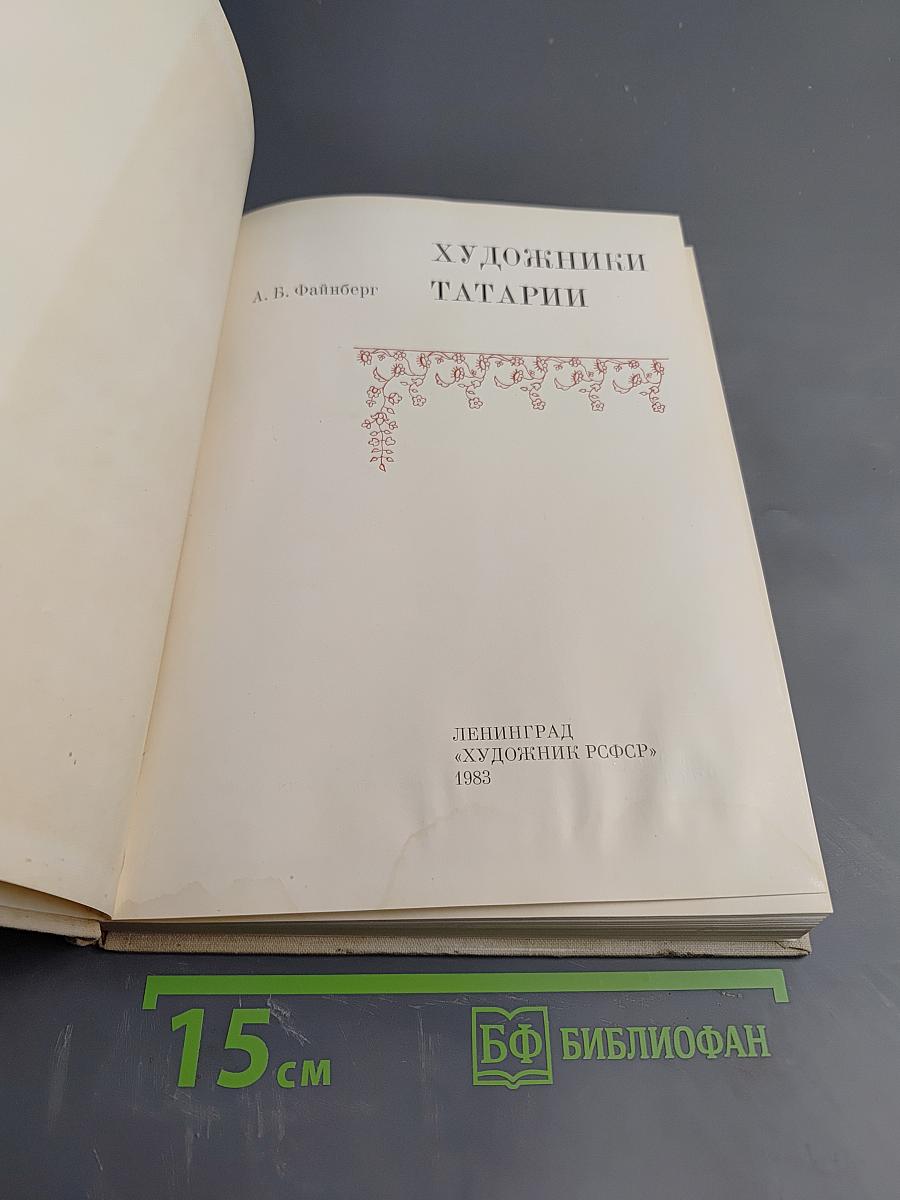 ХУДОЖНИКИ
ТАТАРИИ
А. Б. Файнберг
ЛЕНИНГРАД
«ХУДОЖНИК РСФСР»
1983
15 см
БФ БИБЛИОФАН